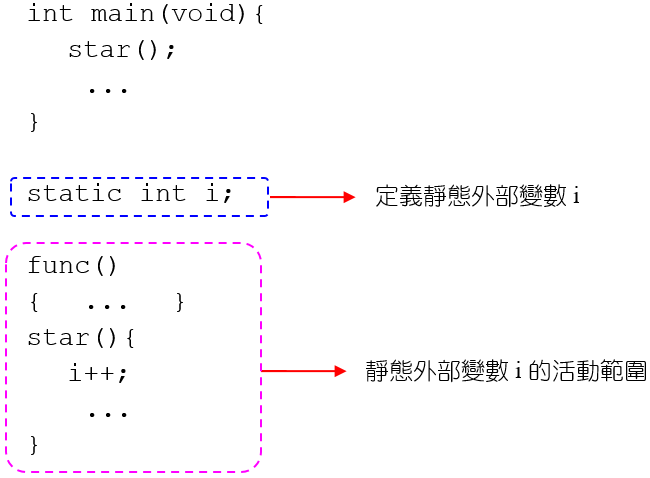 int main(void){
star();
...
}
static int i;
定義靜態外部變數 i
func()
{ ... }
star(){
i++;
靜態外部變數 i 的活動範圍
...
}